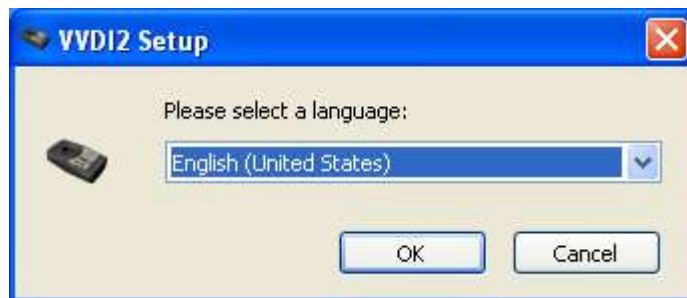 VVDI2 Setup
Please select a language:
English (United States)
OK
Cancel